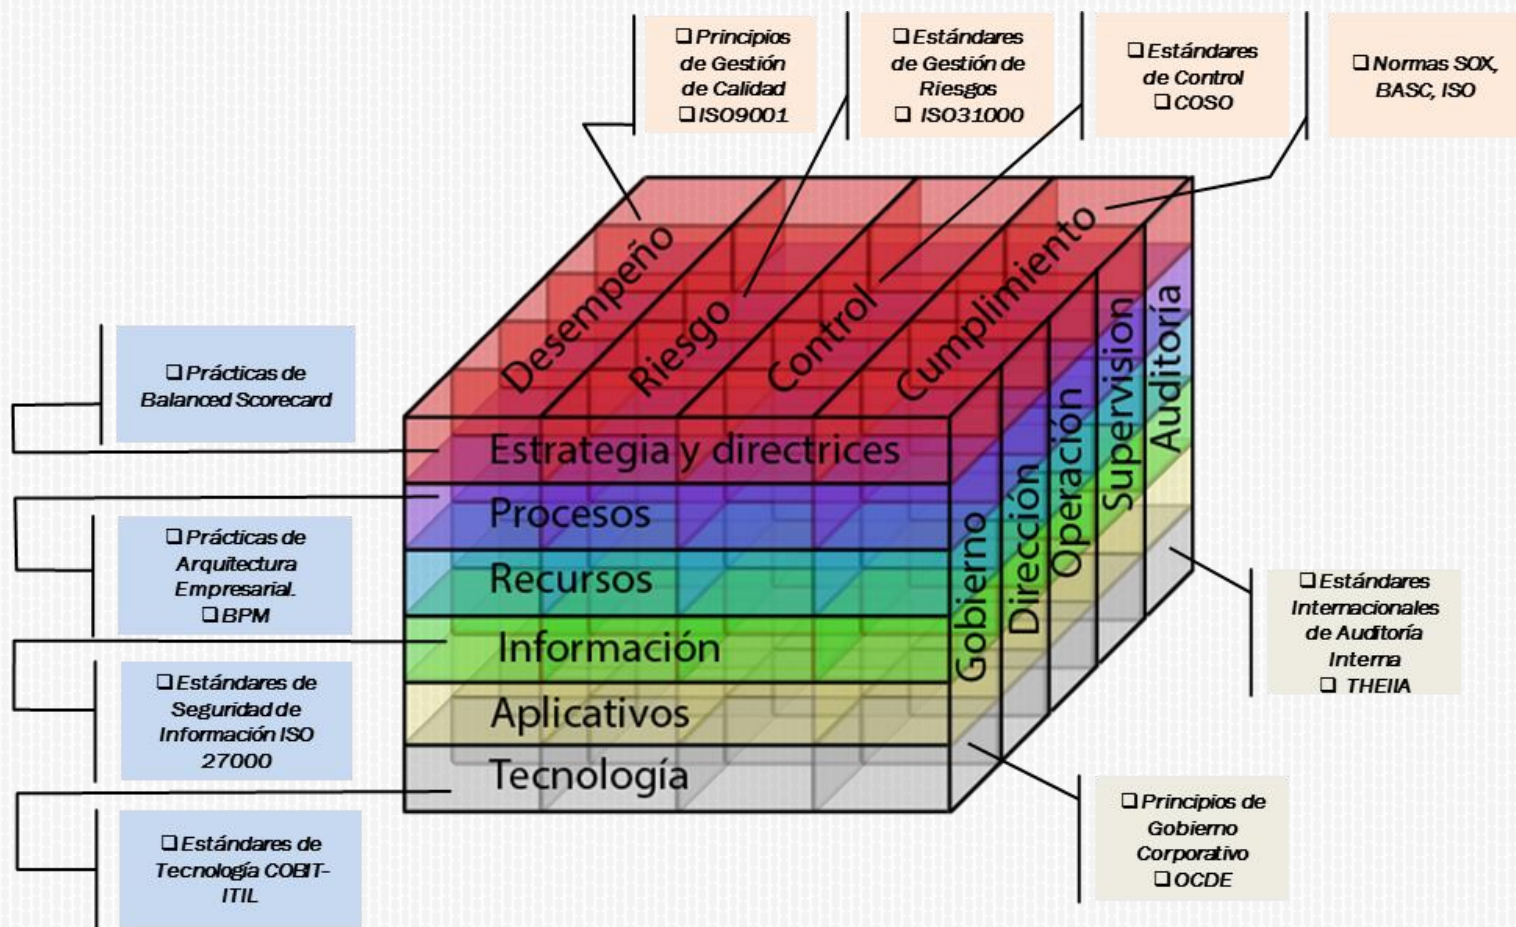 ❑ Principios
de Gestión
de Calidad
❑ ISO9001
❑ Estándares
de Gestión de
Riesgos
❑ ISO31000
❑ Estándares
de Control
❑ COSO
❑ Normas SOX,
BASC, ISO
Desempeño
Riesgo
Control
Cumplimiento
Estrategia y directrices
Procesos
Recursos
Información
Aplicativos
Tecnología
Gobierno
Dirección
Operación
Supervision
Auditoría
❑ Prácticas de
Balanced Scorecard
❑ Prácticas de
Arquitectura
Empresarial.
❑ BPM
❑ Estándares de
Seguridad de
Información ISO
27000
❑ Estándares de
Tecnología COBIT-
ITIL
❑ Estándares
Internacionales
de Auditoría
Interna
❑ THEIIA
❑ Principios de
Gobierno
Corporativo
❑ OCDE